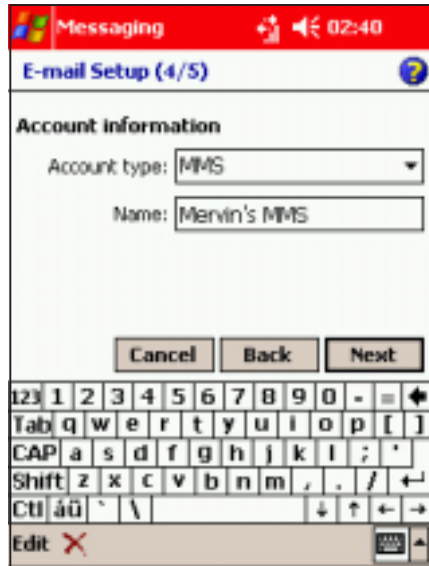 Messaging 02:40
E-mail Setup (4/5) ?
Account information
Account type: MMS
Name: Mervin's MMS
Cancel Back Next
123 1 2 3 4 5 6 7 8 9 0 - =
Tab q w e r t y u i o p [ ]
CAP a s d f g h j k l ; '
Shift z x c v b n m , . /
Ctl áü ` \
Edit